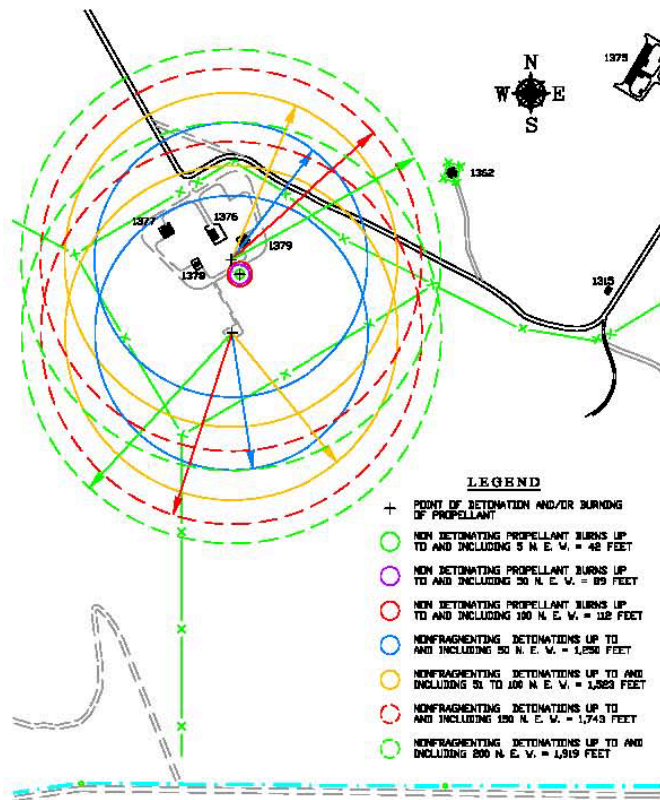 1375
N
W E
S
1362
1377
1376
1379
1378
1315
LEGEND
POINT OF DETONATION AND/OR BURNING
OF PROPELLANT
NON DETONATING PROPELLANT BURNS UP
TO AND INCLUDING 5 N. E. W. = 42 FEET
NON DETONATING PROPELLANT BURNS UP
TO AND INCLUDING 50 N. E. W. = 89 FEET
NON DETONATING PROPELLANT BURNS UP
TO AND INCLUDING 100 N. E. W. = 112 FEET
NONFRAGMENTING DETONATIONS UP TO
AND INCLUDING 50 N. E. W. = 1,250 FEET
NONFRAGMENTING DETONATIONS UP TO AND
INCLUDING 51 TO 100 N. E. W. = 1,523 FEET
NONFRAGMENTING DETONATIONS UP TO
AND INCLUDING 150 N. E. W. = 1,743 FEET
NONFRAGMENTING DETONATIONS UP TO AND
INCLUDING 200 N. E. W. = 1,919 FEET